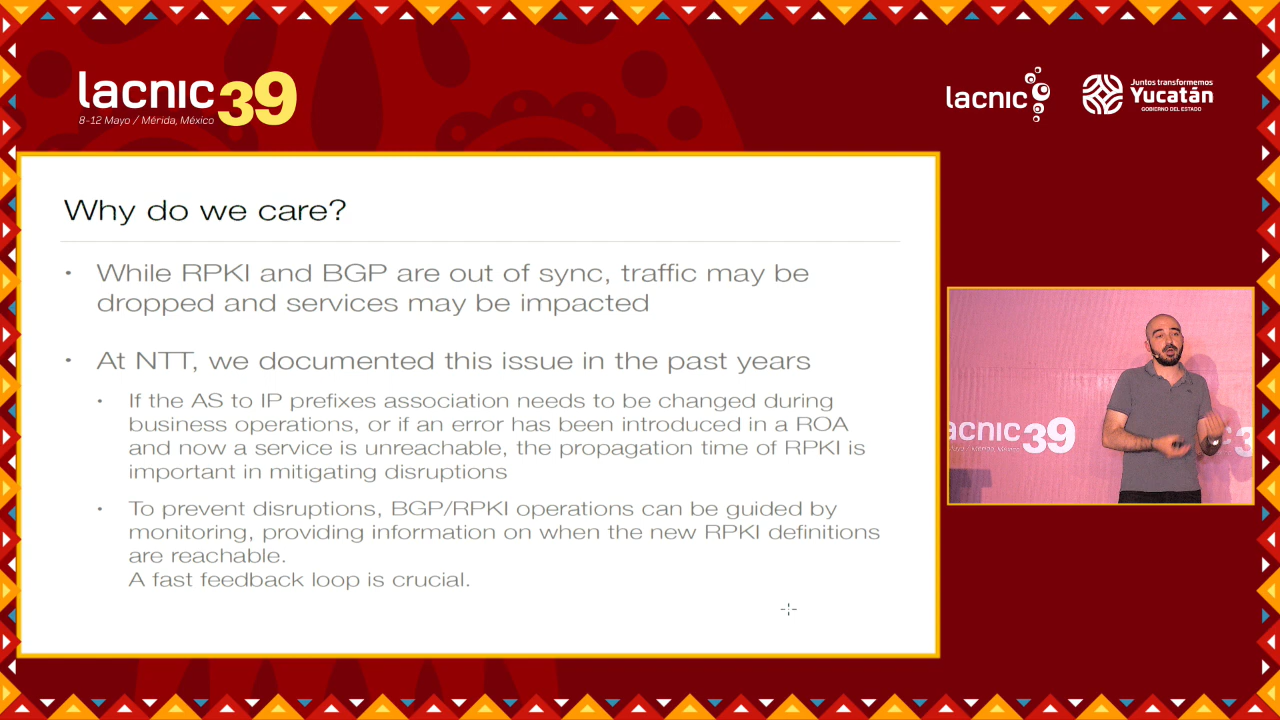 lacnic 39
8-12 Mayo / Mérida, México
lacnic
Juntos transformemos
Yucatán
GOBIERNO DEL ESTADO
Why do we care?
• While RPKI and BGP are out of sync, traffic may be
dropped and services may be impacted
• At NTT, we documented this issue in the past years
• If the AS to IP prefixes association needs to be changed during
business operations, or if an error has been introduced in a ROA
and now a service is unreachable, the propagation time of RPKI is
important in mitigating disruptions
• To prevent disruptions, BGP/RPKI operations can be guided by
monitoring, providing information on when the new RPKI definitions
are reachable.
A fast feedback loop is crucial.
acnic 39